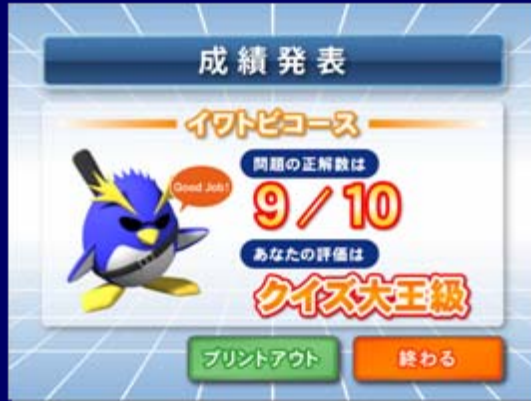 成績発表
イワトビコース
Good Job!
問題の正解数は
9／10
あなたの評価は
クイズ大王級
プリントアウト
終わる